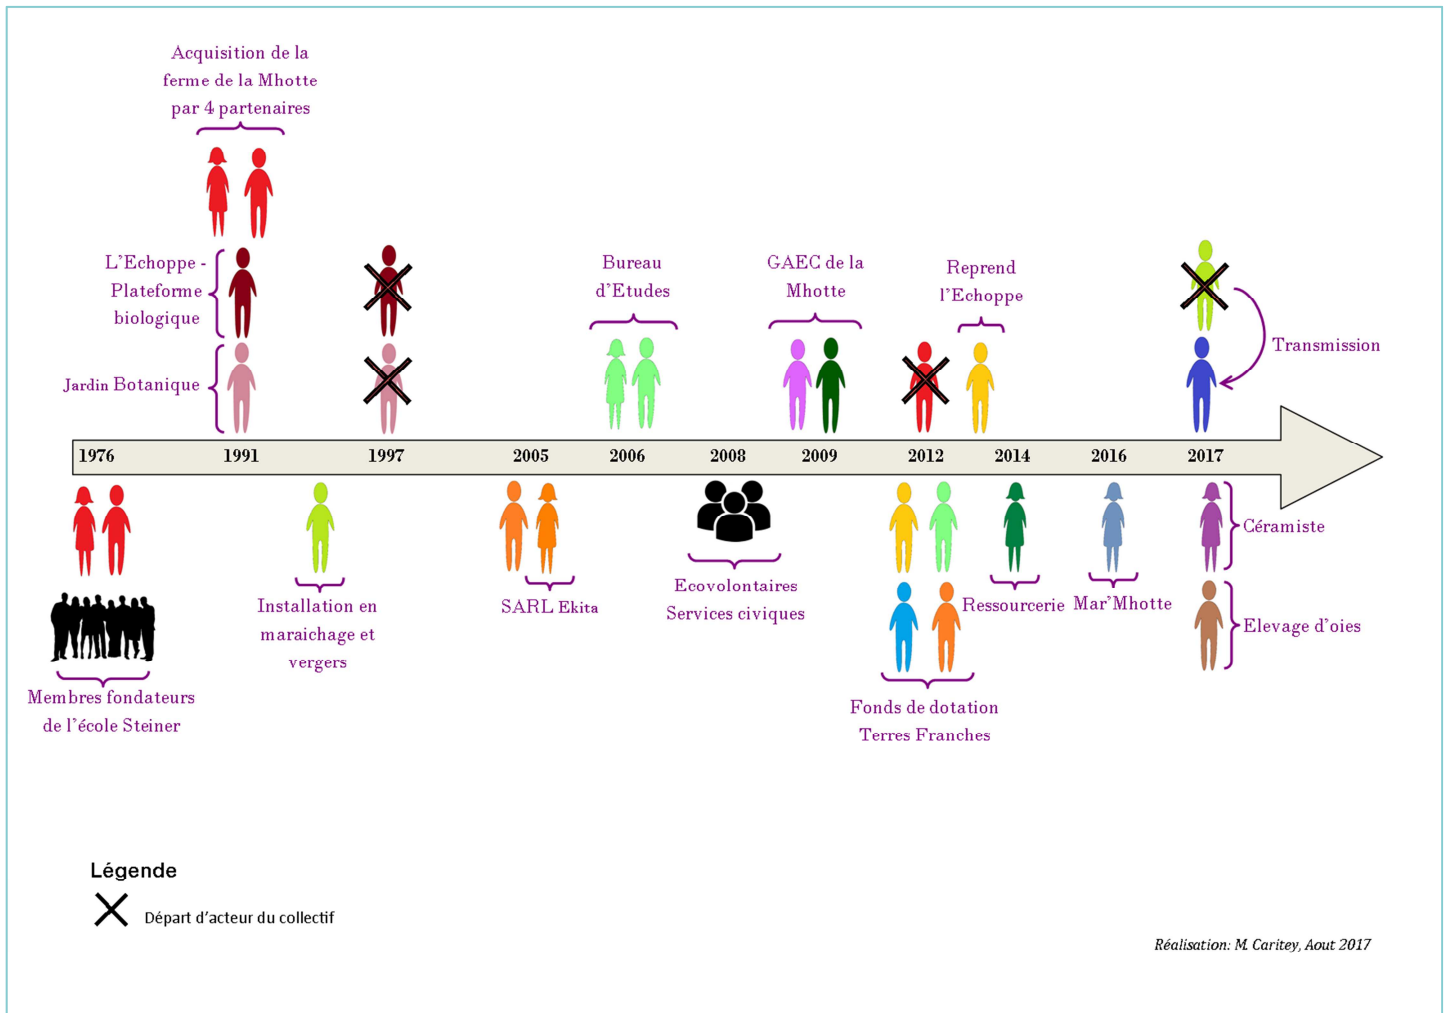 Acquisition de la
ferme de la Mhotte
par 4 partenaires
L'Echoppe -
Plateforme
biologique
Jardin Botanique
Bureau
d'Etudes
GAEC de la
Mhotte
Reprend
l'Echoppe
Transmission
1976
1991
1997
2005
2006
2008
2009
2012
2014
2016
2017
Membres fondateurs
de l'école Steiner
Installation en
maraichage et
vergers
SARL Ekita
Ecovolontaires
Services civiques
Fonds de dotation
Terres Franches
Ressourcerie
Mar'Mhotte
Céramiste
Elevage d'oies
Légende
Départ d'acteur du collectif
Réalisation: M. Caritey, Aout 2017